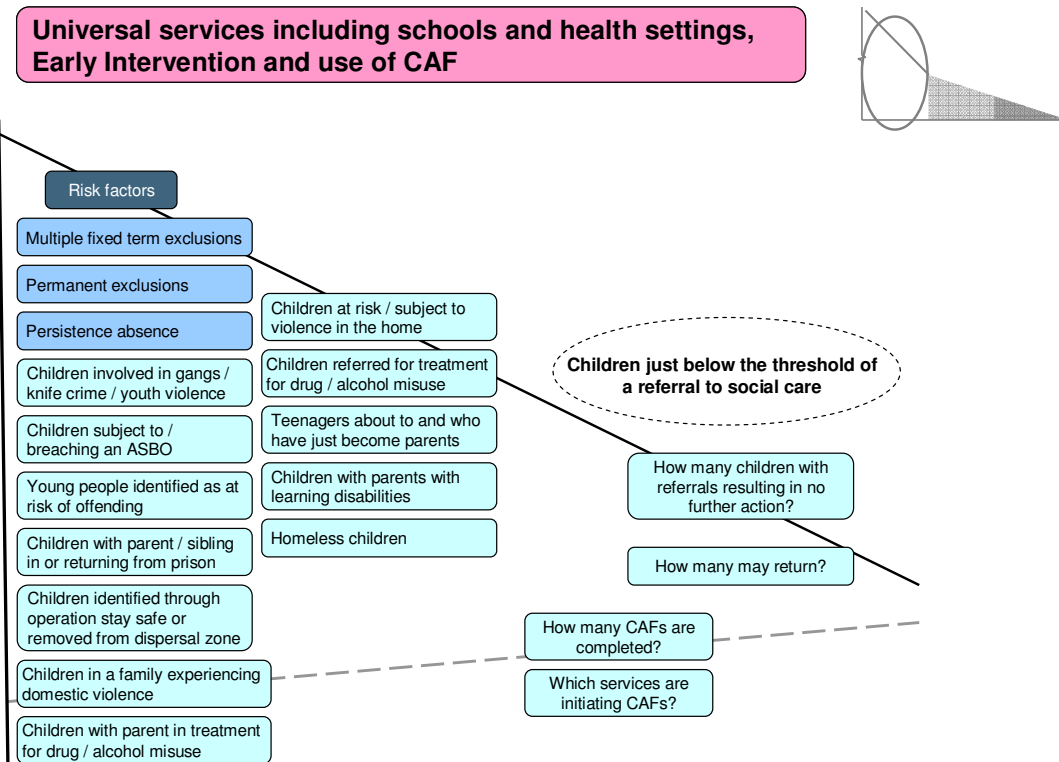 Universal services including schools and health settings,
Early Intervention and use of CAF
Risk factors
Multiple fixed term exclusions
Permanent exclusions
Persistence absence
Children involved in gangs /
knife crime / youth violence
Children subject to /
breaching an ASBO
Young people identified as at
risk of offending
Children with parent / sibling
in or returning from prison
Children identified through
operation stay safe or
removed from dispersal zone
Children in a family experiencing
domestic violence
Children with parent in treatment
for drug / alcohol misuse
Children at risk / subject to
violence in the home
Children referred for treatment
for drug / alcohol misuse
Teenagers about to and who
have just become parents
Children with parents with
learning disabilities
Homeless children
Children just below the threshold of
a referral to social care
How many children with
referrals resulting in no
further action?
How many may return?
How many CAFs are
completed?
Which services are
initiating CAFs?